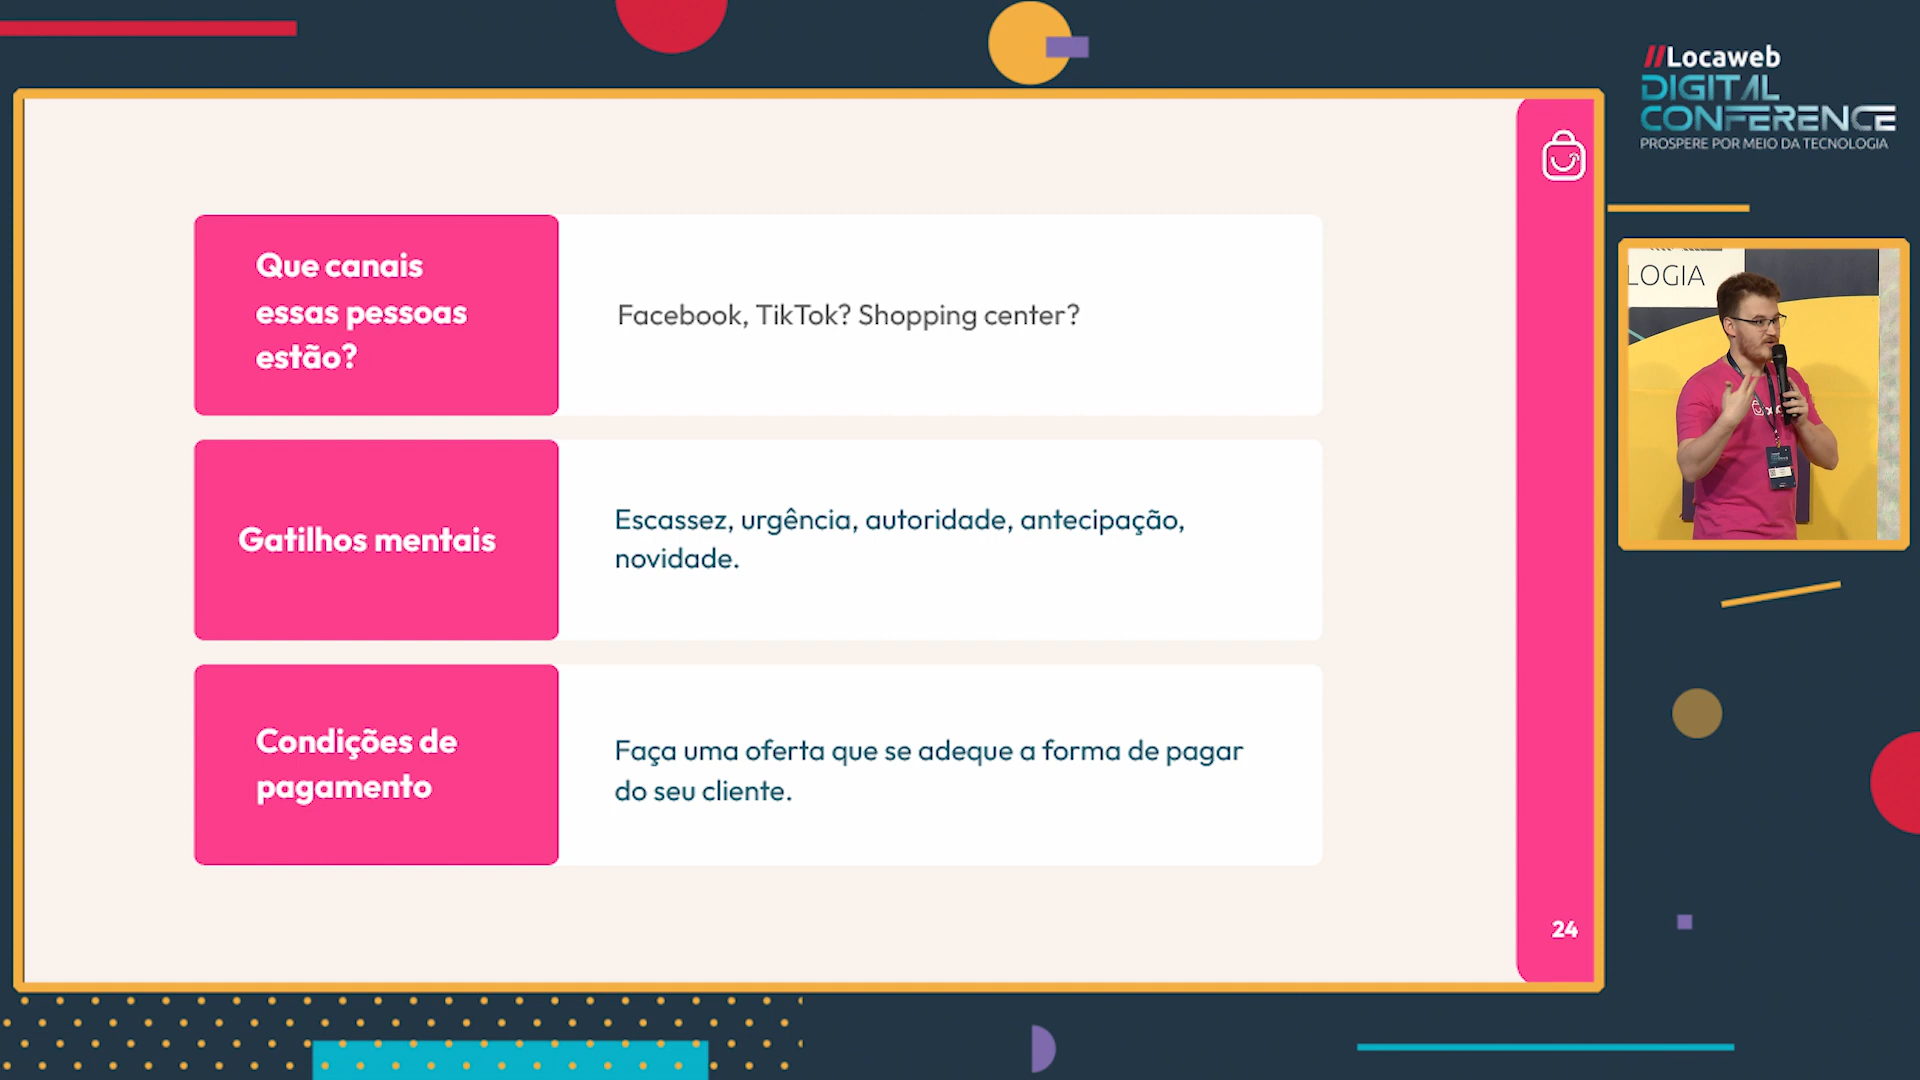 //Locaweb
DIGITAL
CONFERENCE
PROSPERE POR MEIO DA TECNOLOGIA
Que canais
essas pessoas
estão?
Facebook, TikTok? Shopping center?
Gatilhos mentais
Escassez, urgência, autoridade, antecipação,
novidade.
Condições de
pagamento
Faça uma oferta que se adeque a forma de pagar
do seu cliente.
24
LOGIA